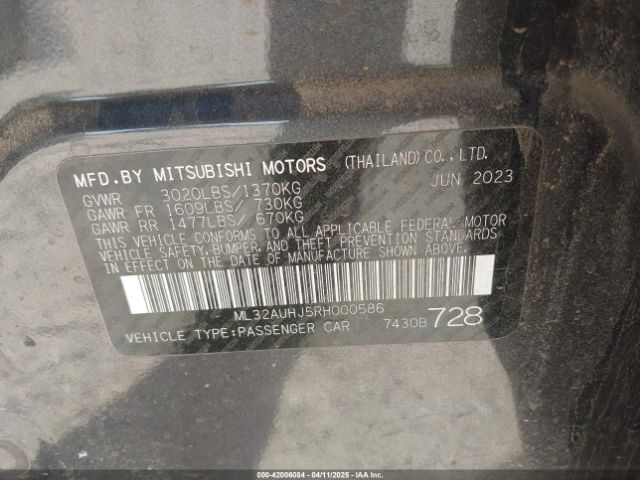 MFD.BY MITSUBISHI MOTORS (THAILAND)CO.,LTD.
GVWR 3020LBS/1370KG JUN 2023
GAWR FR 1609LBS/ 730KG
GAWR RR 1477LBS/ 670KG
THIS VEHICLE CONFORMS TO ALL APPLICABLE FEDERAL MOTOR
VEHICLE SAFETY,BUMPER,AND THEFT PREVENTION STANDARDS
IN EFFECT ON THE DATE OF MANUFACTURE SHOWN ABOVE.
ML32AUHJ5RH000586
VEHICLE TYPE:PASSENGER CAR 7430B 728
000-42006084 - 04/11/2025 - IAA Inc.